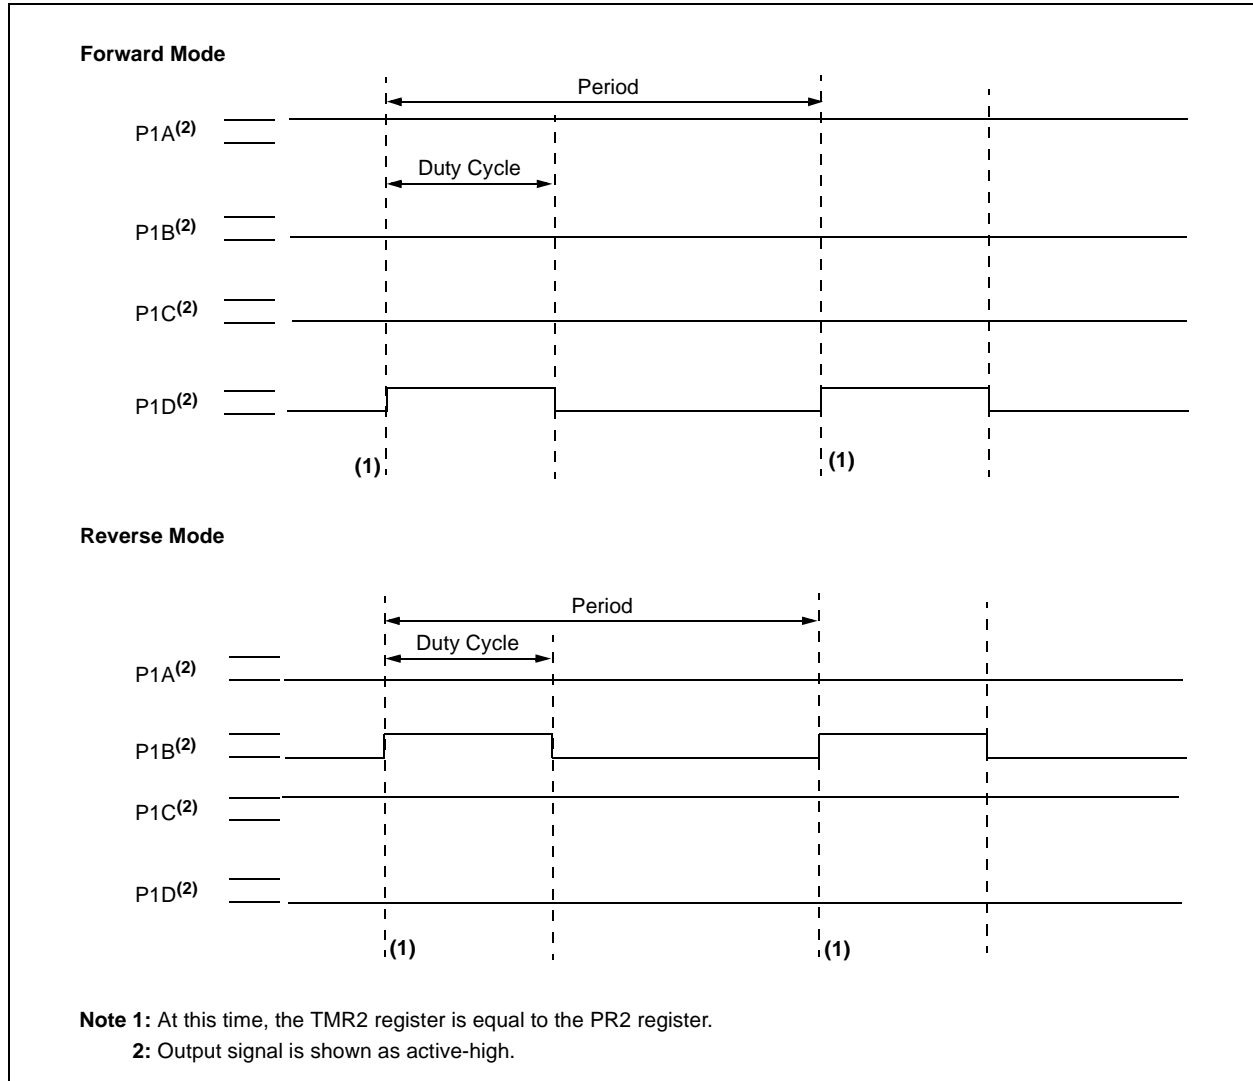 Forward Mode
Period
P1A(2)
Duty Cycle
P1B(2)
P1C(2)
P1D(2)
(1)
(1)
Reverse Mode
Period
Duty Cycle
P1A(2)
P1B(2)
P1C(2)
P1D(2)
(1)
(1)
Note 1: At this time, the TMR2 register is equal to the PR2 register.
2: Output signal is shown as active-high.